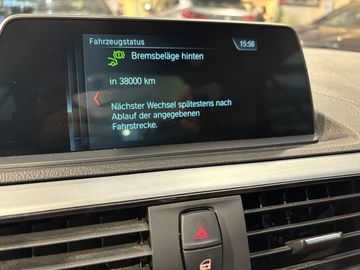 Fahrzeugstatus
15:58
Bremsbeläge hinten
in 38000 km
Nächster Wechsel spätestens nach
Ablauf der angegebenen
Fahrstrecke.